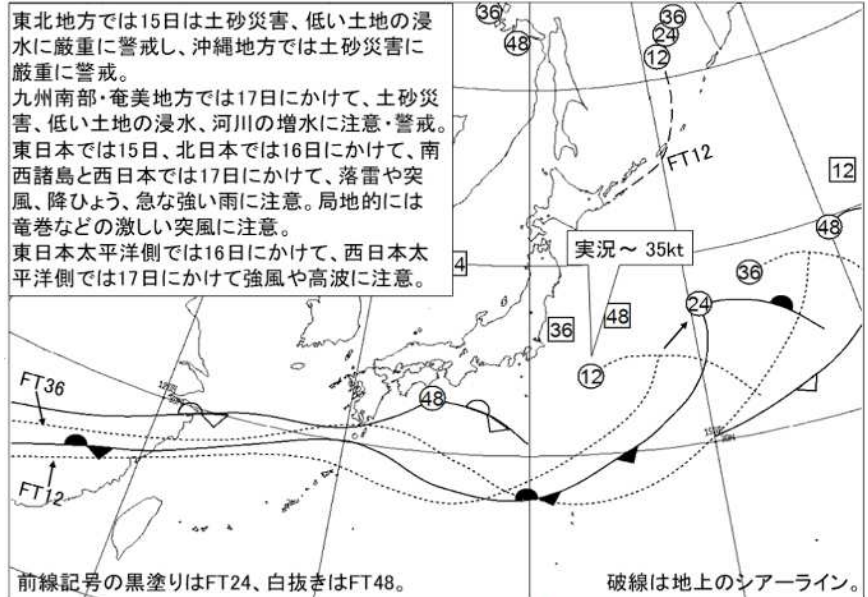 東北地方では15日は土砂災害、低い土地の浸
水に厳重に警戒し、沖縄地方では土砂災害に
厳重に警戒。
九州南部・奄美地方では17日にかけて、土砂災
害、低い土地の浸水、河川の増水に注意・警戒。
東日本では15日、北日本では16日にかけて、南
西諸島と西日本では17日にかけて、落雷や突
風、降ひょう、急な強い雨に注意。局地的には
竜巻などの激しい突風に注意。
東日本太平洋側では16日にかけて、西日本太
平洋側では17日にかけて強風や高波に注意。
36
48
36
24
12
FT12
12
48
実況～ 35kt
36
4
24
36
48
12
FT36
48
FT12
前線記号の黒塗りはFT24、白抜きはFT48。
破線は地上のシアーライン。